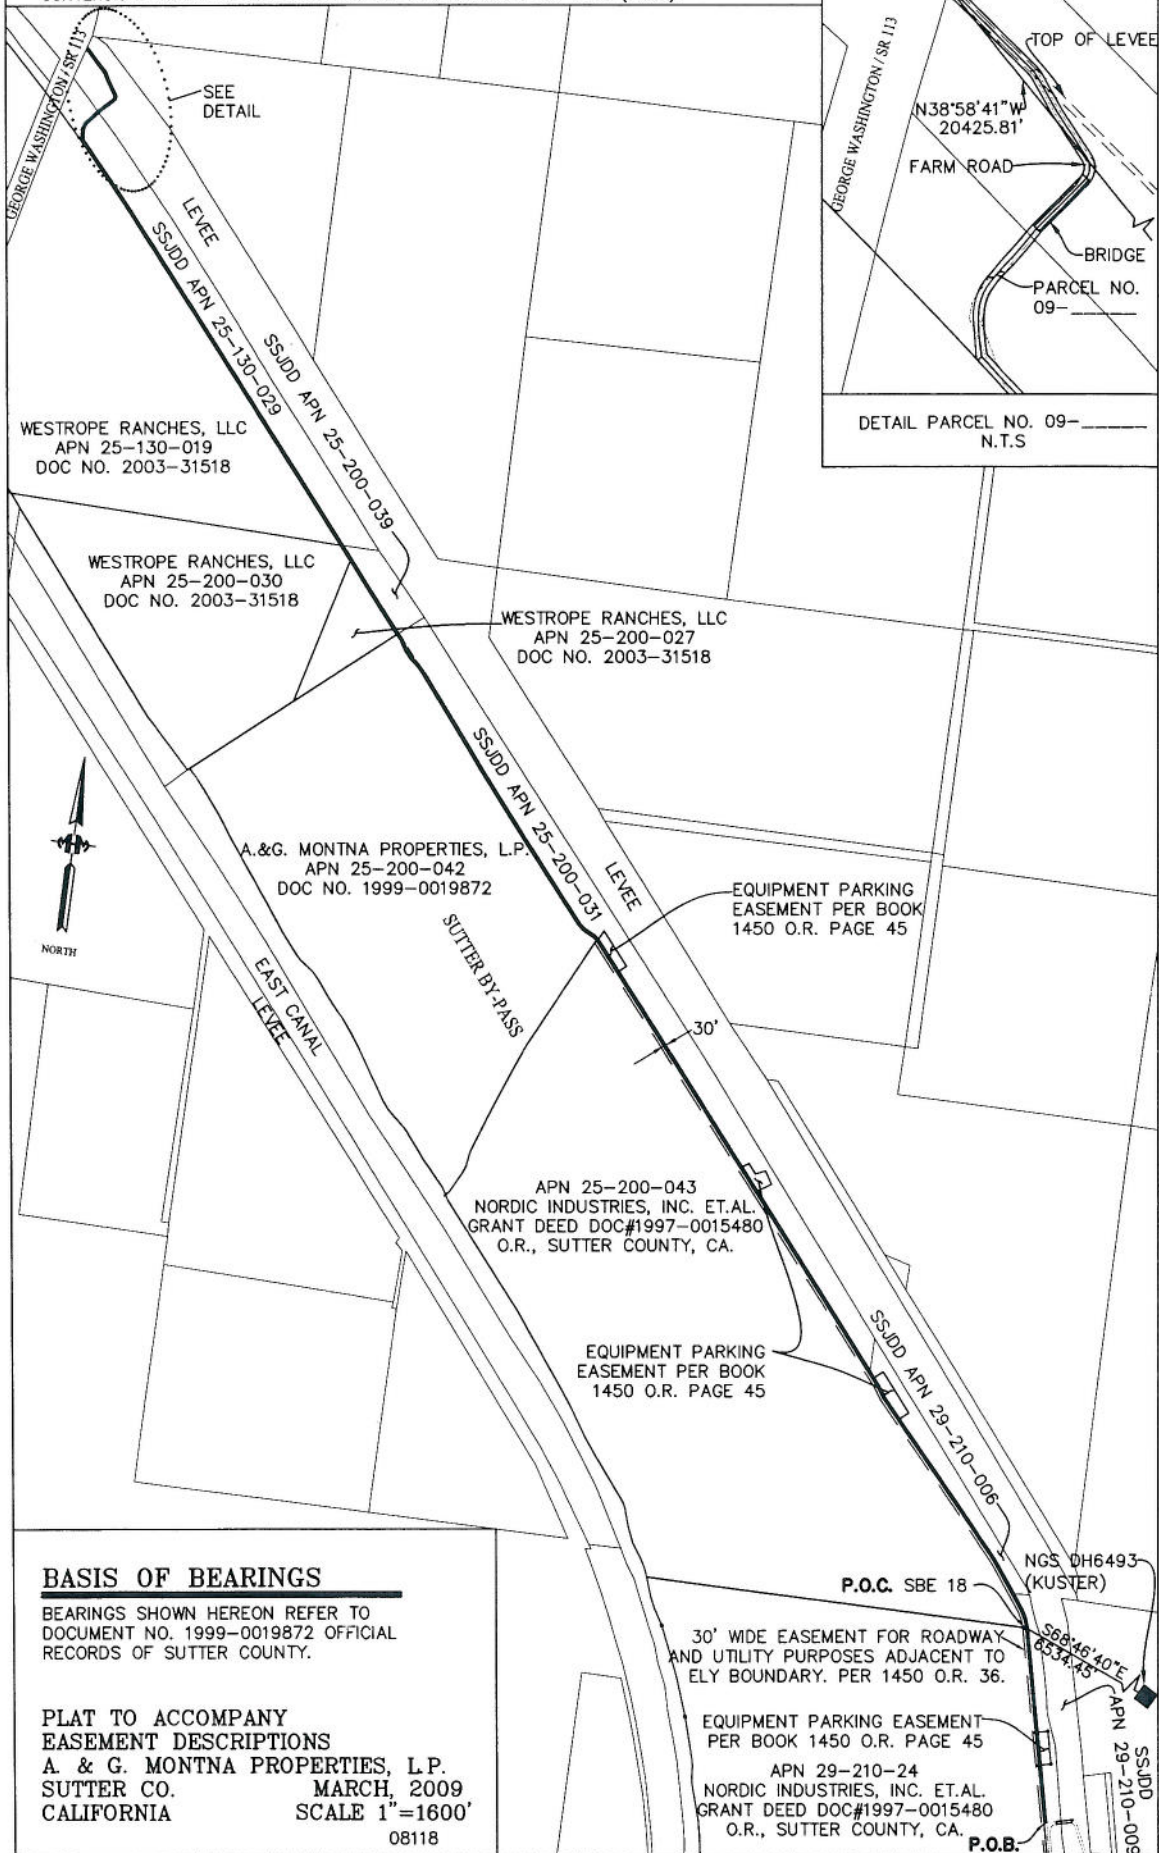 GEORGE WASHINGTON / SR 113
SEE
DETAIL
GEORGE WASHINGTON / SR 113
TOP OF LEVEE
N38°58'41"W
20425.81'
FARM ROAD
BRIDGE
PARCEL NO.
09-______
DETAIL PARCEL NO. 09-______
N.T.S
LEVEE
SSJDD APN 25-130-029
SSJDD APN 25-200-039
WESTROPE RANCHES, LLC
APN 25-130-019
DOC NO. 2003-31518
WESTROPE RANCHES, LLC
APN 25-200-030
DOC NO. 2003-31518
WESTROPE RANCHES, LLC
APN 25-200-027
DOC NO. 2003-31518
SSJDD APN 25-200-031
LEVEE
A.&G. MONTNA PROPERTIES, L.P.
APN 25-200-042
DOC NO. 1999-0019872
EQUIPMENT PARKING
EASEMENT PER BOOK
1450 O.R. PAGE 45
NORTH
SUTTER BY-PASS
EAST CANAL
LEVEE
30'
APN 25-200-043
NORDIC INDUSTRIES, INC. ET.AL.
GRANT DEED DOC#1997-0015480
O.R., SUTTER COUNTY, CA.
EQUIPMENT PARKING
EASEMENT PER BOOK
1450 O.R. PAGE 45
SSJDD APN 29-210-006
NGS DH6493
(KUSTER)
P.O.C. SBE 18
S68°46'40"E
6534.45'
30' WIDE EASEMENT FOR ROADWAY
AND UTILITY PURPOSES ADJACENT TO
ELY BOUNDARY. PER 1450 O.R. 36.
EQUIPMENT PARKING EASEMENT
PER BOOK 1450 O.R. PAGE 45
APN 29-210-24
NORDIC INDUSTRIES, INC. ET.AL.
GRANT DEED DOC#1997-0015480
O.R., SUTTER COUNTY, CA.
P.O.B.
SSJDD
APN 29-210-009
BASIS OF BEARINGS
BEARINGS SHOWN HEREON REFER TO
DOCUMENT NO. 1999-0019872 OFFICIAL
RECORDS OF SUTTER COUNTY.
PLAT TO ACCOMPANY
EASEMENT DESCRIPTIONS
A. & G. MONTNA PROPERTIES, L.P.
SUTTER CO. MARCH, 2009
CALIFORNIA SCALE 1"=1600'
08118